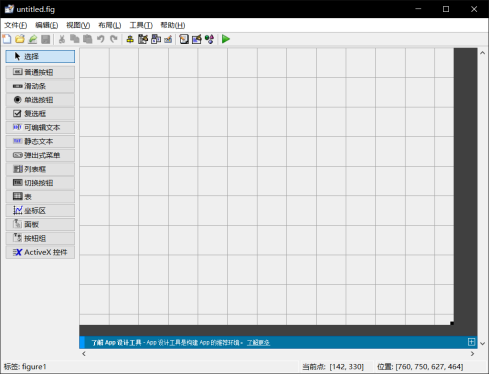 untitled.fig
文件(F) 编辑(E) 视图(V) 布局(L) 工具(T) 帮助(H)
选择
普通按钮
滑动条
单选按钮
复选框
可编辑文本
静态文本
弹出式菜单
列表框
切换按钮
表
坐标区
面板
按钮组
ActiveX 控件
了解 App 设计工具 - App 设计工具是构建 App 的推荐环境。 了解更多
标签: figure1 当前点: [142, 330] 位置: [760, 750, 627, 464]